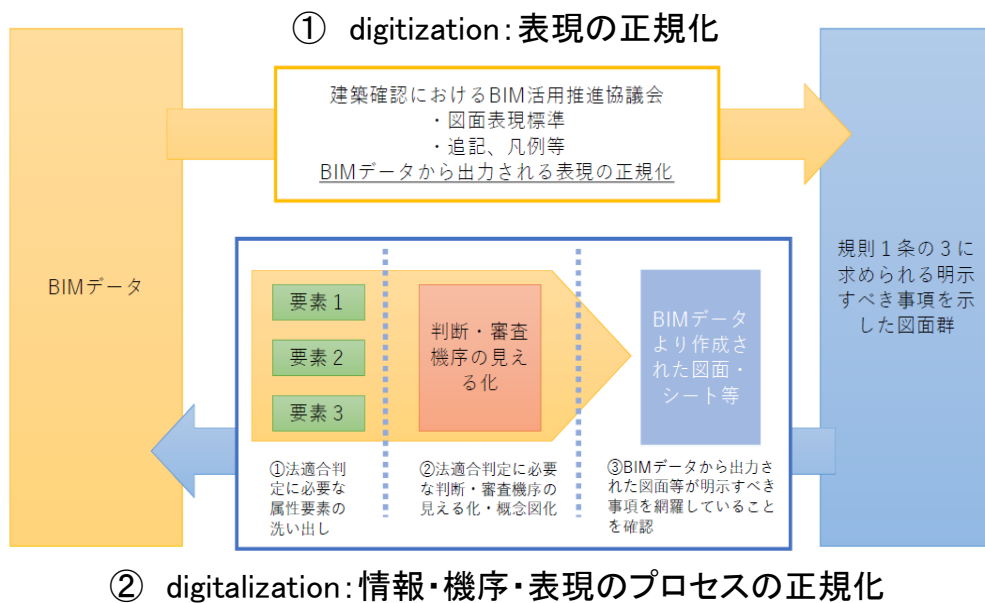 ① digitization：表現の正規化
建築確認におけるBIM活用推進協議会
・図面表現標準
・追記、凡例等
BIMデータから出力される表現の正規化
BIMデータ
規則１条の３に
求められる明示
すべき事項を示
した図面群
要素１
要素２
要素３
判断・審査
機序の見え
る化
BIMデータ
より作成さ
れた図面・
シート等
①法適合判
定に必要な
属性要素の
洗い出し
②法適合判定に必要
な判断・審査機序の
見える化・概念図化
③BIMデータから出力さ
れた図面等が明示すべき
事項を網羅していること
を確認
② digitalization：情報・機序・表現のプロセスの正規化